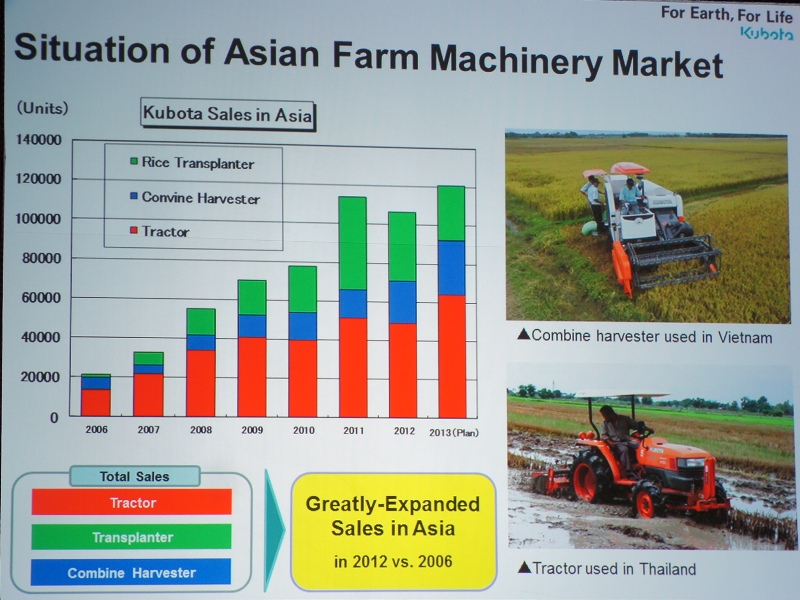 For Earth, For Life
Kubota
Situation of Asian Farm Machinery Market
(Units)
Kubota Sales in Asia
140000
120000
100000
80000
60000
40000
20000
0
Rice Transplanter
Convine Harvester
Tractor
2006 2007 2008 2009 2010 2011 2012 2013(Plan)
▲Combine harvester used in Vietnam
▲Tractor used in Thailand
Total Sales
Tractor
Transplanter
Combine Harvester
Greatly-Expanded
Sales in Asia
in 2012 vs. 2006